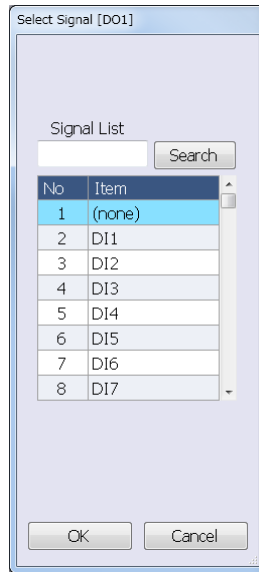 Select Signal [DO1]
Signal List
Search
No Item
1 (none)
2 DI1
3 DI2
4 DI3
5 DI4
6 DI5
7 DI6
8 DI7
OK Cancel